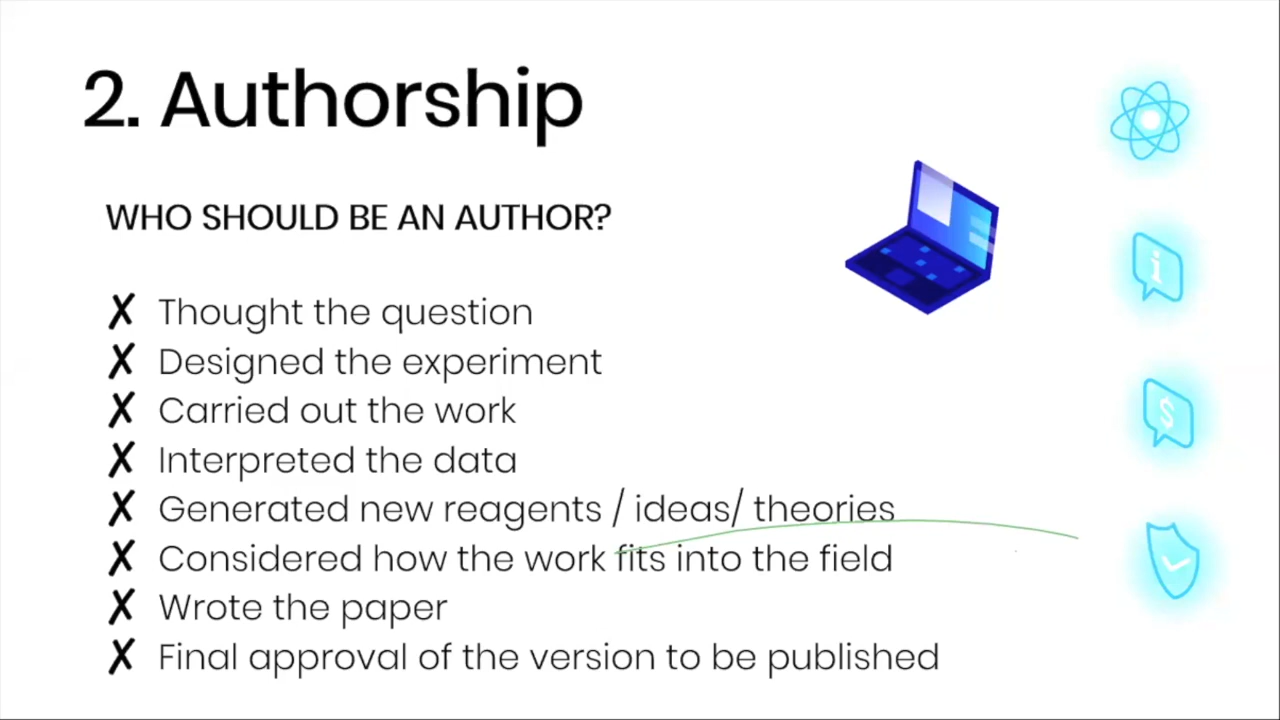 2. Authorship
WHO SHOULD BE AN AUTHOR?
✗ Thought the question
✗ Designed the experiment
✗ Carried out the work
✗ Interpreted the data
✗ Generated new reagents / ideas/ theories
✗ Considered how the work fits into the field
✗ Wrote the paper
✗ Final approval of the version to be published
i
$